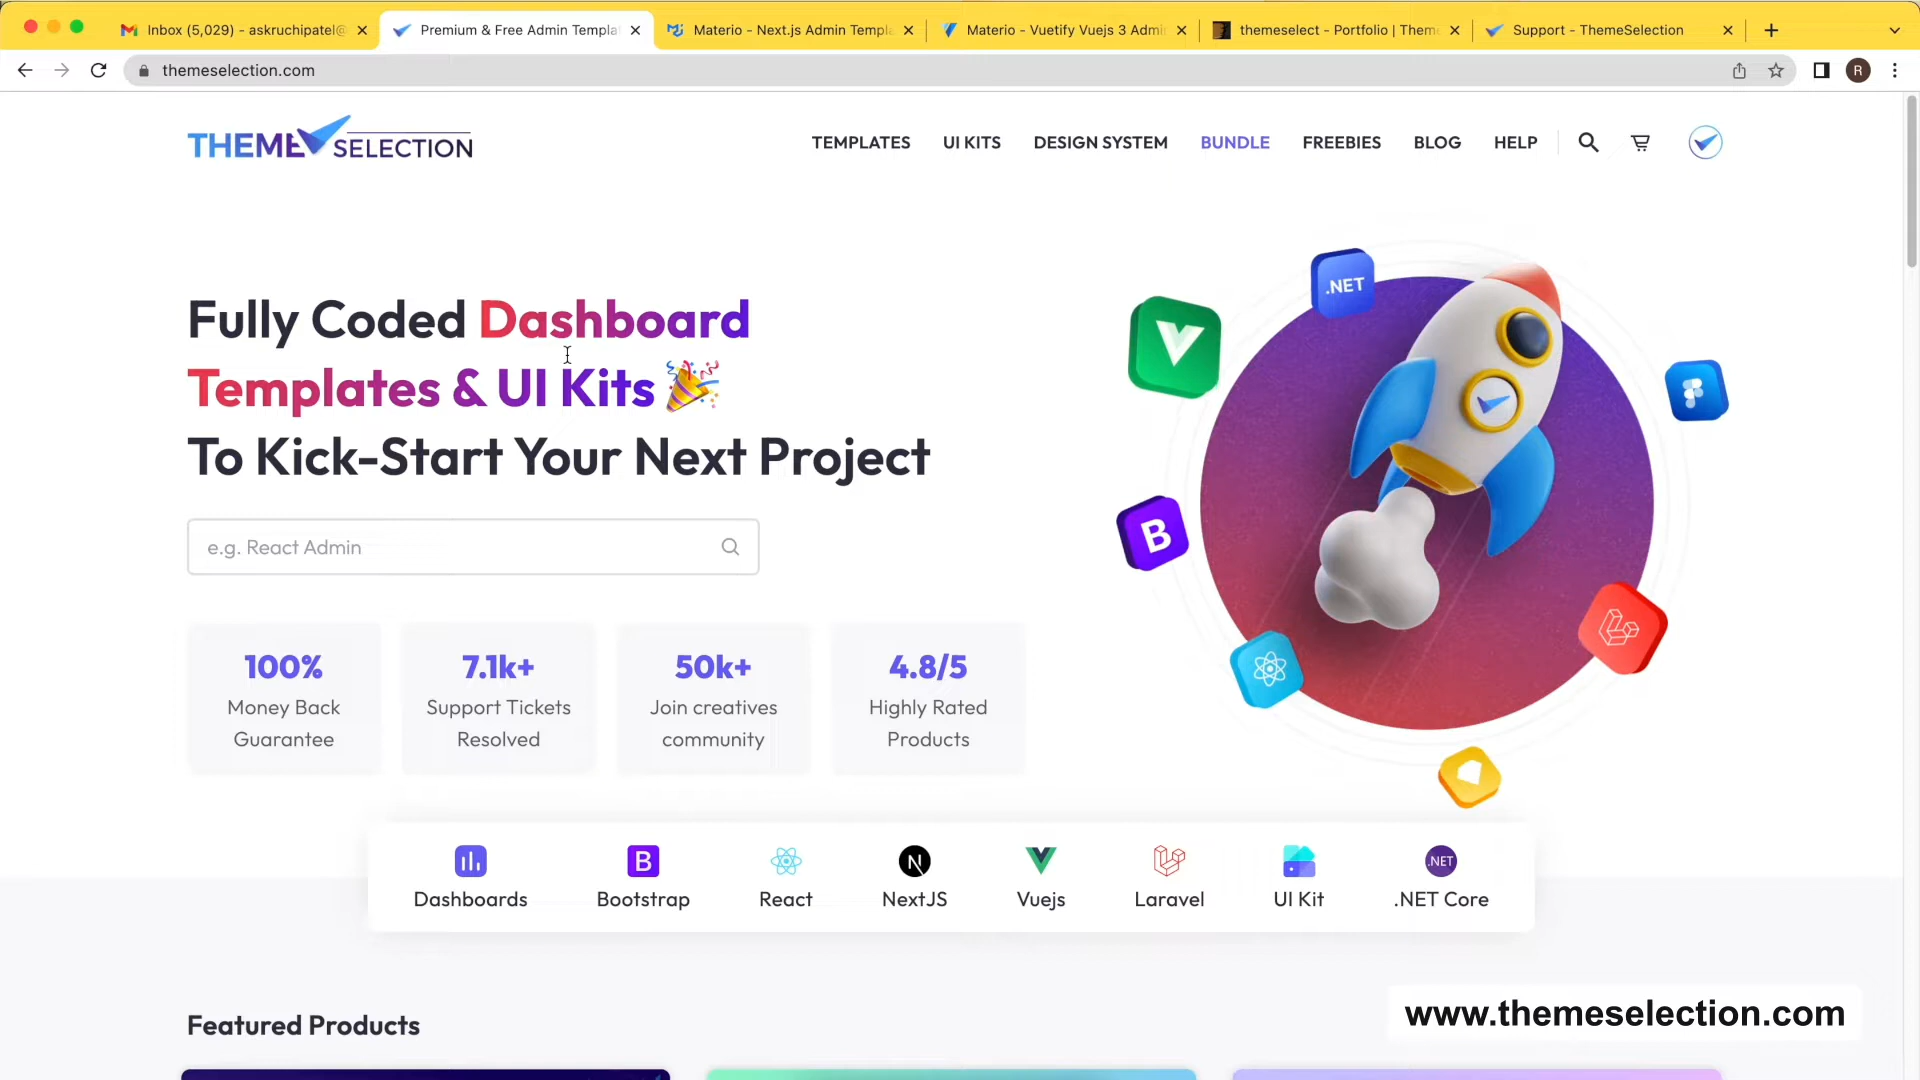 Inbox (5,029) - askruchipatel@
Premium & Free Admin Templa
Materio - Next.js Admin Templa
Materio - Vuetify Vuejs 3 Admi
themeselect - Portfolio | Them
Support - ThemeSelection
themeselection.com
R
THEMESELECTION
TEMPLATES
UI KITS
DESIGN SYSTEM
BUNDLE
FREEBIES
BLOG
HELP
Fully Coded Dashboard
Templates & UI Kits 🎉
To Kick-Start Your Next Project
.NET
B
e.g. React Admin
100%
Money Back
Guarantee
7.1k+
Support Tickets
Resolved
50k+
Join creatives
community
4.8/5
Highly Rated
Products
B
N
.NET
Dashboards
Bootstrap
React
NextJS
Vuejs
Laravel
UI Kit
.NET Core
Featured Products
www.themeselection.com